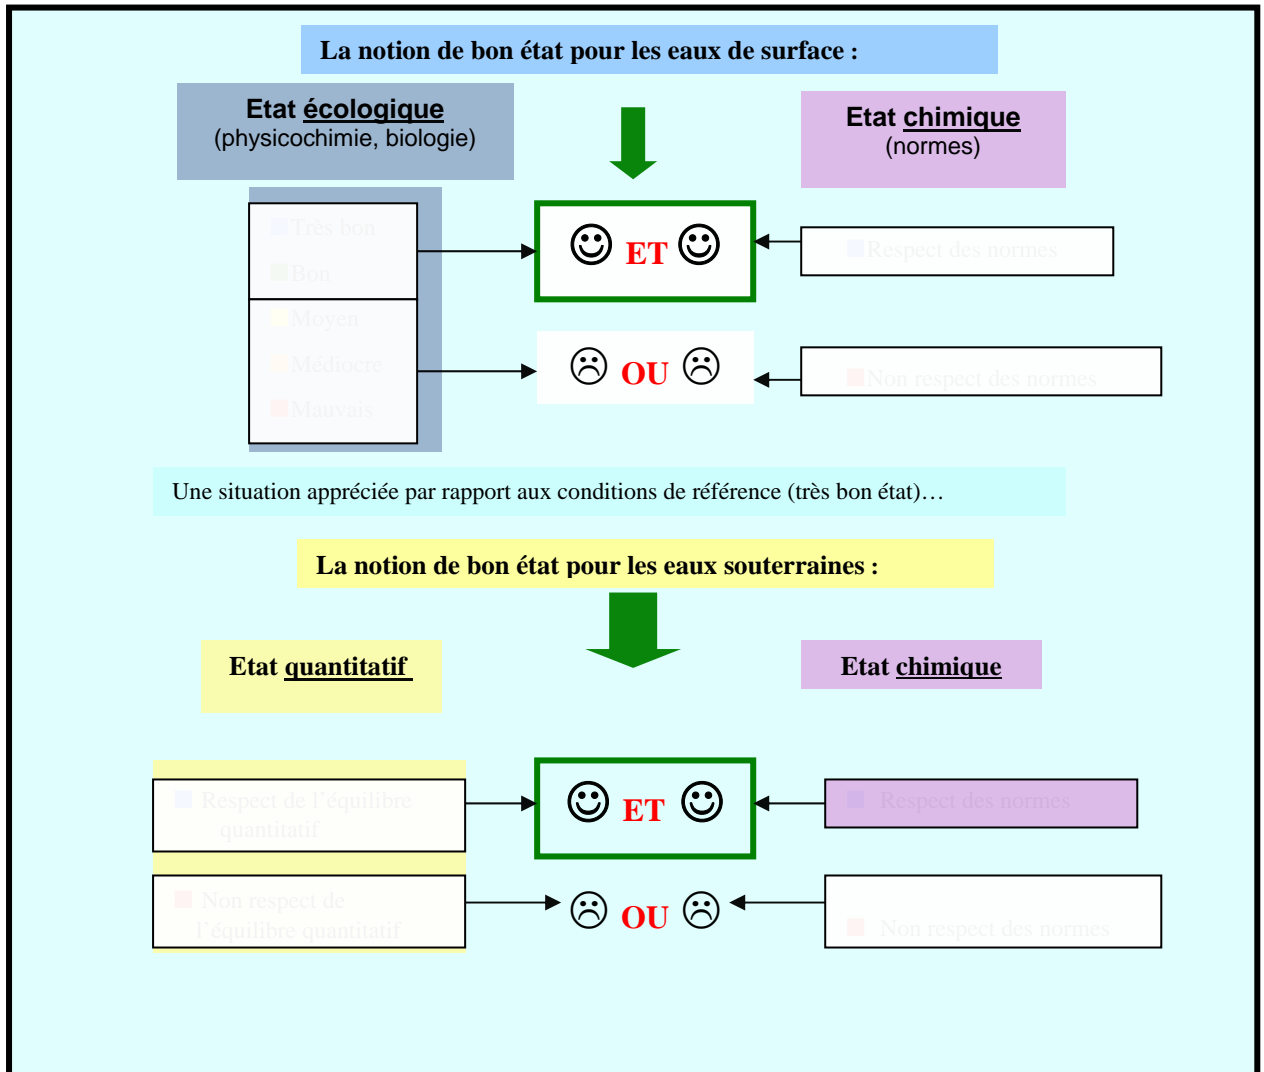 La notion de bon état pour les eaux de surface :
Etat écologique
(physicochimie, biologie)
Etat chimique
(normes)
Très bon
Bon
ET
Respect des normes
Moyen
Médiocre
Mauvais
OU
Non respect des normes
Une situation appréciée par rapport aux conditions de référence (très bon état)…
La notion de bon état pour les eaux souterraines :
Etat quantitatif
Etat chimique
Respect de l’équilibre
quantitatif
ET
Respect des normes
Non respect de
l’équilibre quantitatif
OU
Non respect des normes